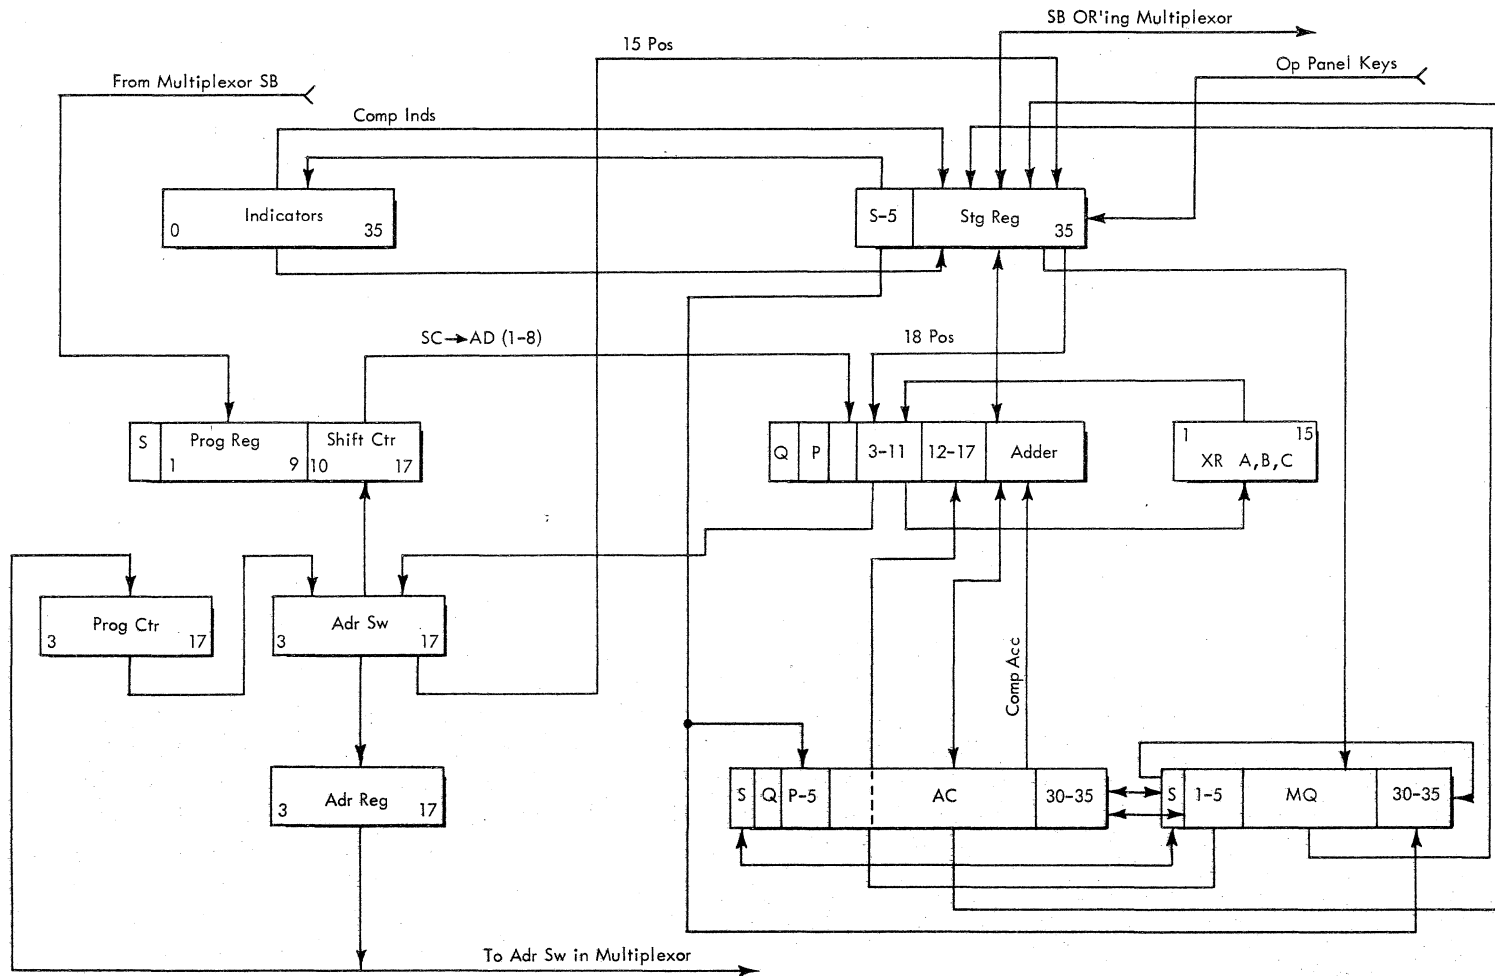 SB OR'ing Multiplexor
15 Pos
Op Panel Keys
From Multiplexor SB
Comp Inds
Indicators
0 35
S-5 Stg Reg
35
SC→AD (1-8)
18 Pos
S Prog Reg Shift Ctr
1 9 10 17
Q P 3-11 12-17 Adder
1 15
XR A,B,C
Prog Ctr
3 17
Adr Sw
3 17
Comp Acc
Adr Reg
3 17
S Q P-5 AC 30-35
S 1-5 MQ 30-35
To Adr Sw in Multiplexor